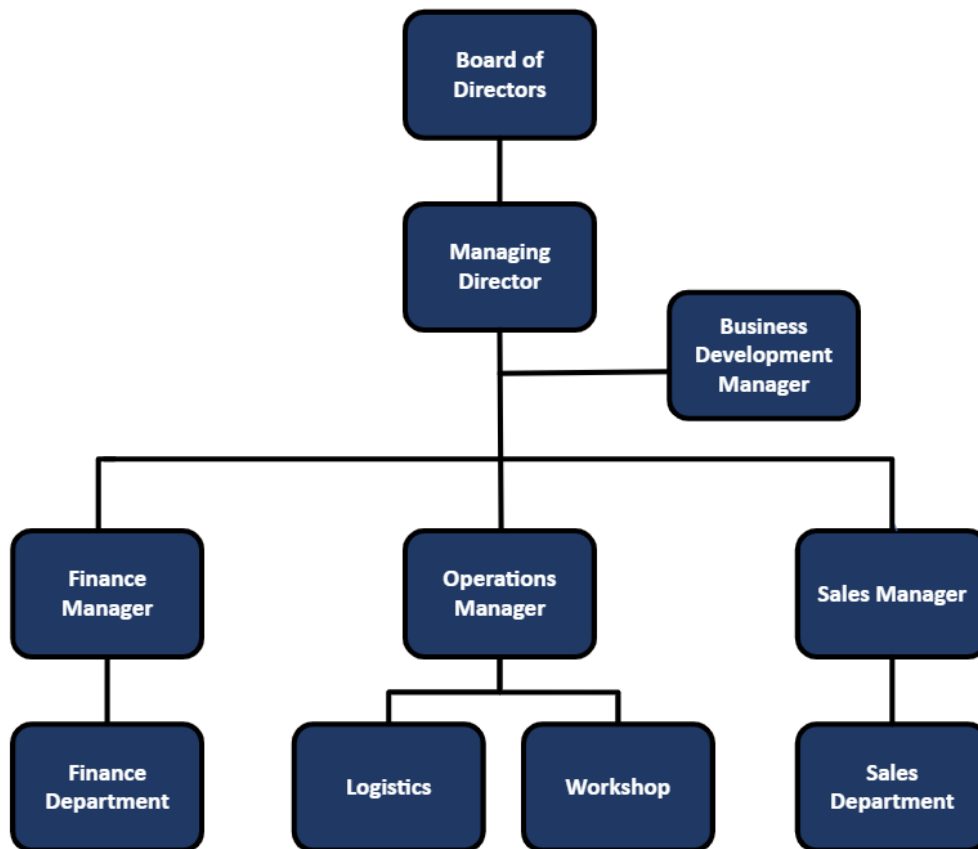 Board of
Directors
Managing
Director
Business
Development
Manager
Finance
Manager
Operations
Manager
Sales Manager
Finance
Department
Logistics
Workshop
Sales
Department